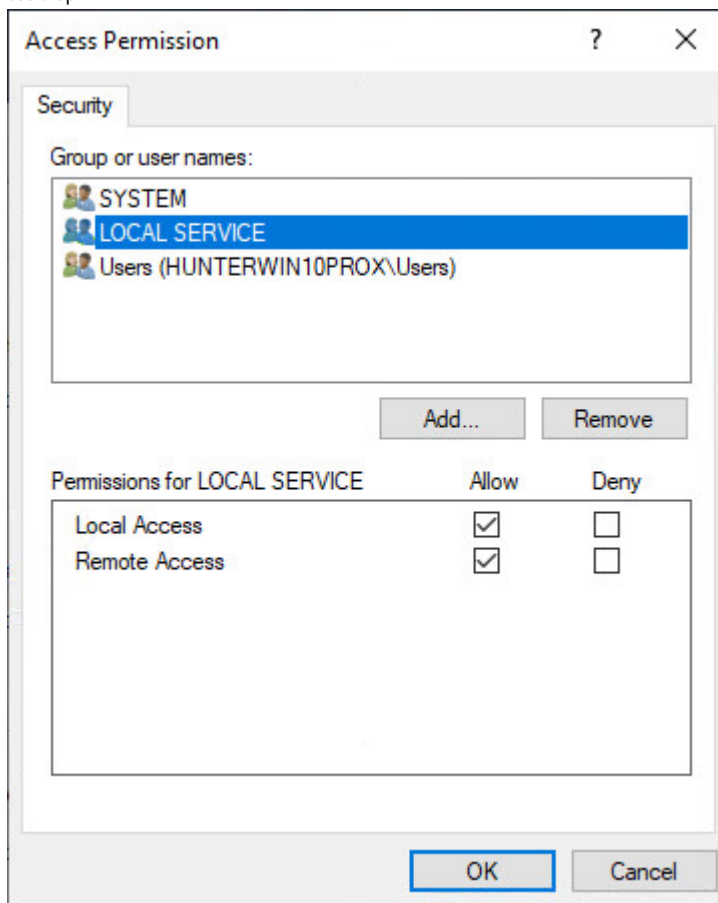 Access Permission
?
Security
Group or user names:
SYSTEM
LOCAL SERVICE
Users (HUNTERWIN10PROX\Users)
Add...
Remove
Permissions for LOCAL SERVICE
Allow
Deny
Local Access
Remote Access
OK
Cancel